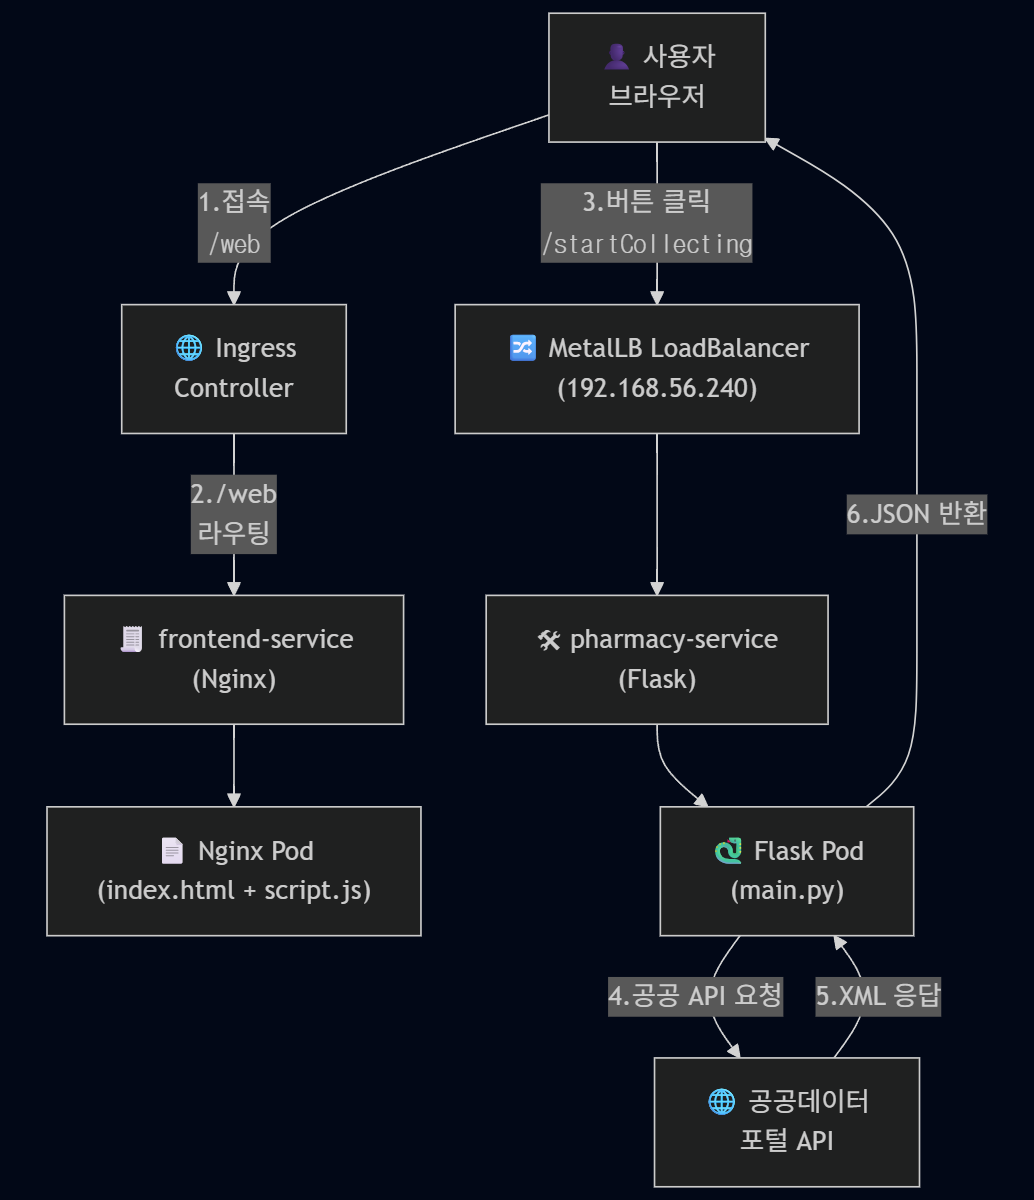 👤 사용자
브라우저
1.접속
/web
3.버튼 클릭
/startCollecting
🌐 Ingress
Controller
🔀 MetalLB LoadBalancer
(192.168.56.240)
2./web
라우팅
6.JSON 반환
🧾 frontend-service
(Nginx)
🛠 pharmacy-service
(Flask)
📄 Nginx Pod
(index.html + script.js)
🐍 Flask Pod
(main.py)
4.공공 API 요청
5.XML 응답
🌐 공공데이터
포털 API